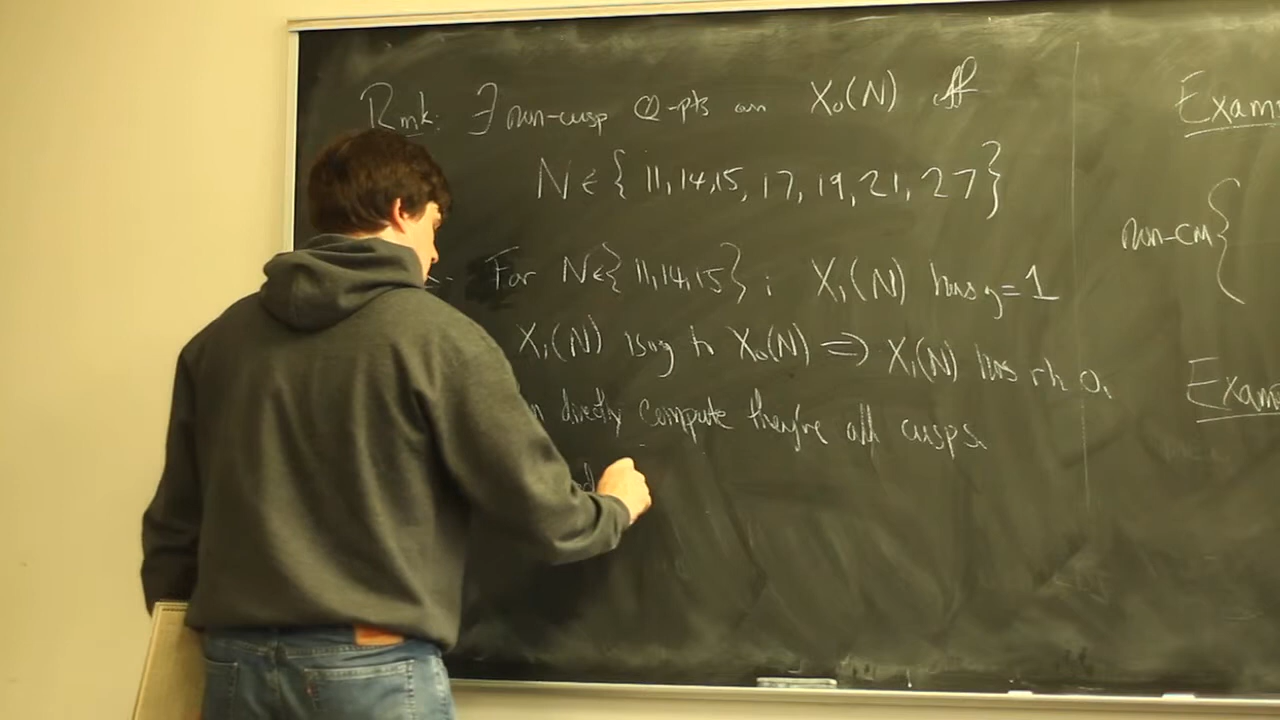 Rmk: ∃ non-cusp Q-pts on X₀(N) iff
N ∈ { 11, 14, 15, 17, 19, 21, 27 }
For N ∈ { 11, 14, 15 }, X₁(N) has g = 1
X₁(N) isog to X₀(N) ⇒ X₁(N) has rk 0.
directly compute they're all cusps.
Exam
non-CM {
Exam